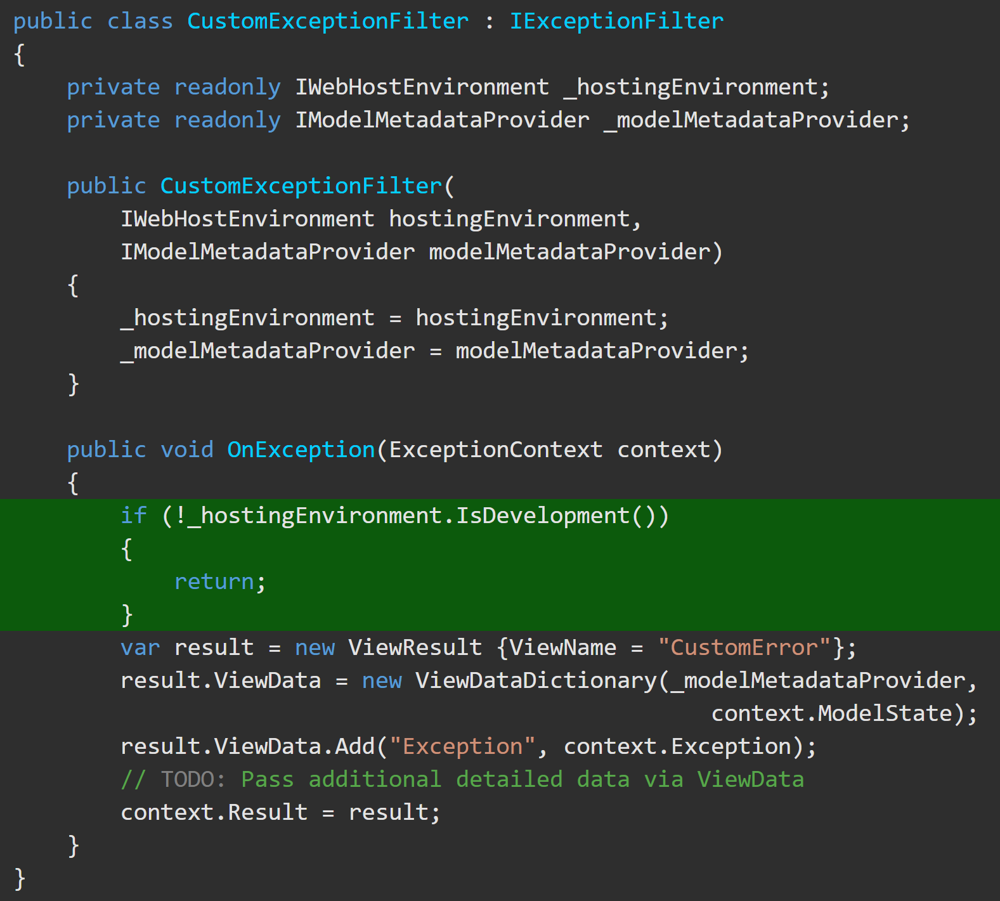 public class CustomExceptionFilter : IExceptionFilter
{
    private readonly IWebHostEnvironment _hostingEnvironment;
    private readonly IModelMetadataProvider _modelMetadataProvider;

    public CustomExceptionFilter(
        IWebHostEnvironment hostingEnvironment,
        IModelMetadataProvider modelMetadataProvider)
    {
        _hostingEnvironment = hostingEnvironment;
        _modelMetadataProvider = modelMetadataProvider;
    }

    public void OnException(ExceptionContext context)
    {
        if (!_hostingEnvironment.IsDevelopment())
        {
            return;
        }
        var result = new ViewResult {ViewName = "CustomError"};
        result.ViewData = new ViewDataDictionary(_modelMetadataProvider,
                                                    context.ModelState);
        result.ViewData.Add("Exception", context.Exception);
        // TODO: Pass additional detailed data via ViewData
        context.Result = result;
    }
}